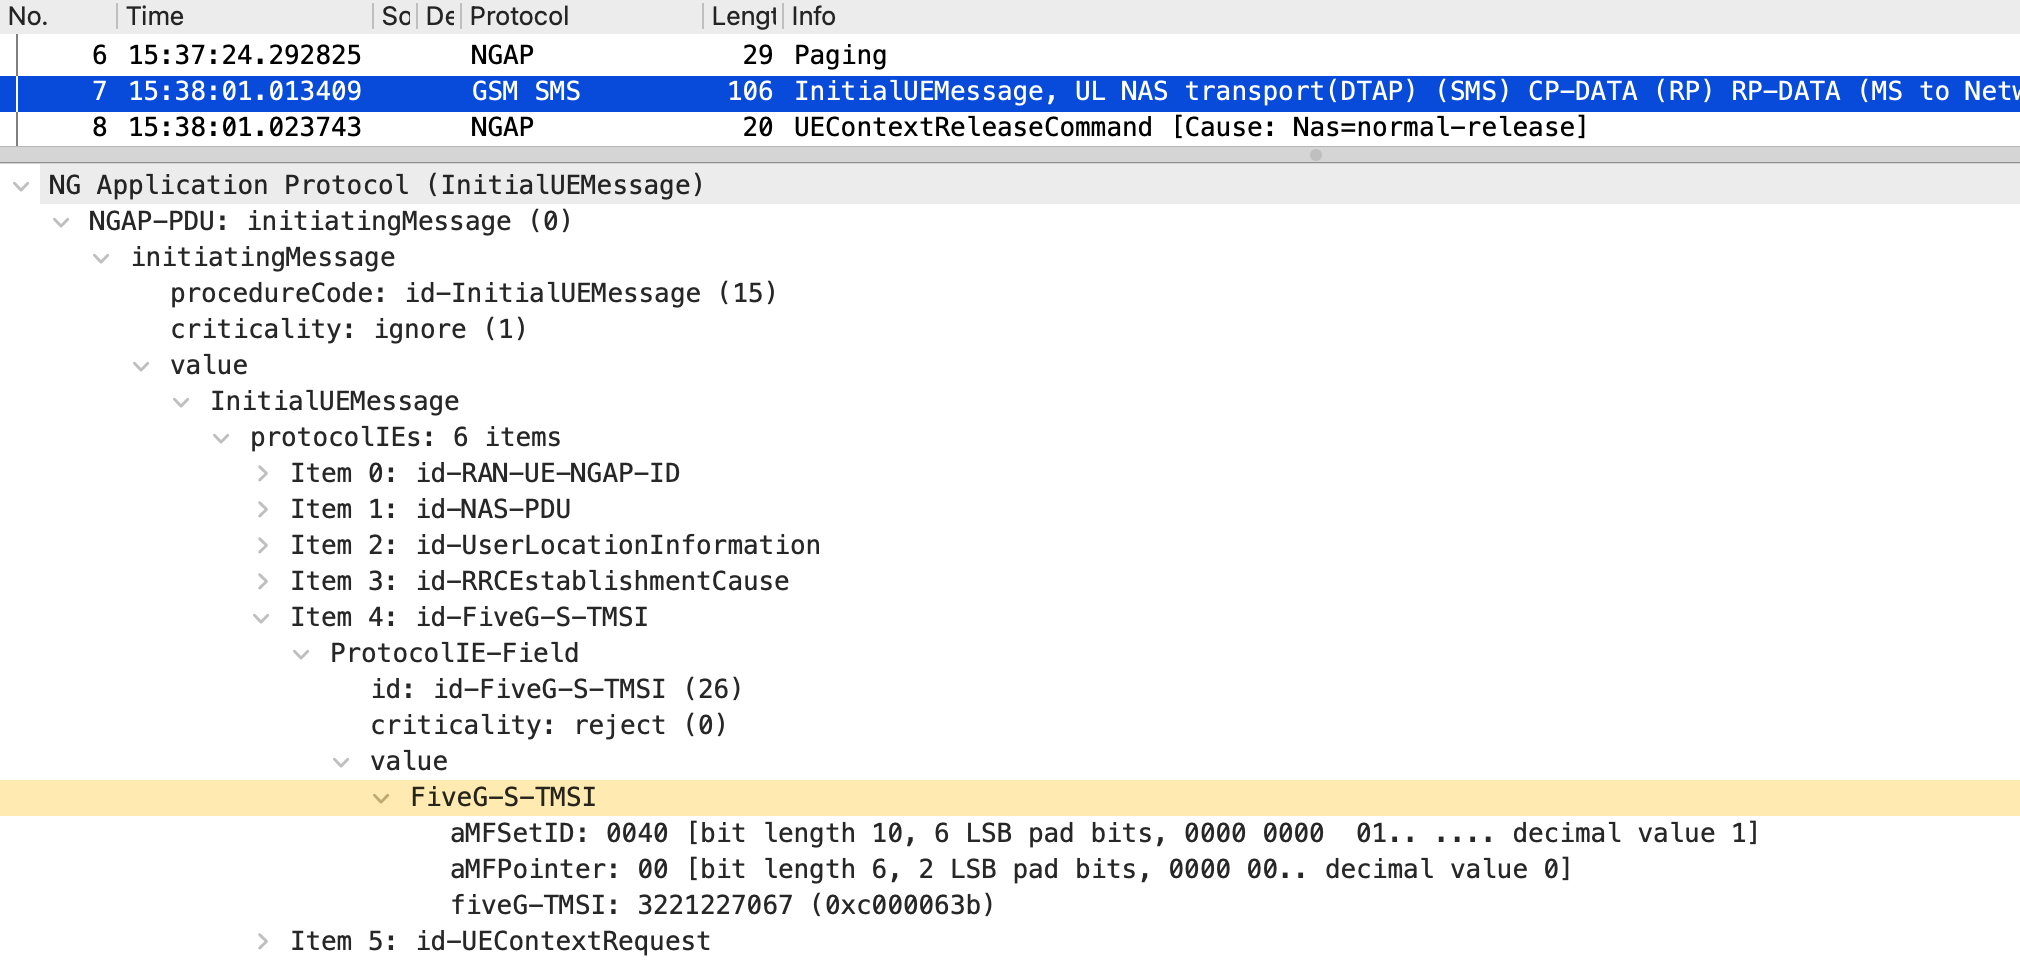 No. Time So De Protocol Lengt Info
6 15:37:24.292825 NGAP 29 Paging
7 15:38:01.013409 GSM SMS 106 InitialUEMessage, UL NAS transport(DTAP) (SMS) CP-DATA (RP) RP-DATA (MS to Netw
8 15:38:01.023743 NGAP 20 UEContextReleaseCommand [Cause: Nas=normal-release]
NG Application Protocol (InitialUEMessage)
NGAP-PDU: initiatingMessage (0)
initiatingMessage
procedureCode: id-InitialUEMessage (15)
criticality: ignore (1)
value
InitialUEMessage
protocolIEs: 6 items
Item 0: id-RAN-UE-NGAP-ID
Item 1: id-NAS-PDU
Item 2: id-UserLocationInformation
Item 3: id-RRCEstablishmentCause
Item 4: id-FiveG-S-TMSI
ProtocolIE-Field
id: id-FiveG-S-TMSI (26)
criticality: reject (0)
value
FiveG-S-TMSI
aMFSetID: 0040 [bit length 10, 6 LSB pad bits, 0000 0000  01.. .... decimal value 1]
aMFPointer: 00 [bit length 6, 2 LSB pad bits, 0000 00.. decimal value 0]
fiveG-TMSI: 3221227067 (0xc000063b)
Item 5: id-UEContextRequest